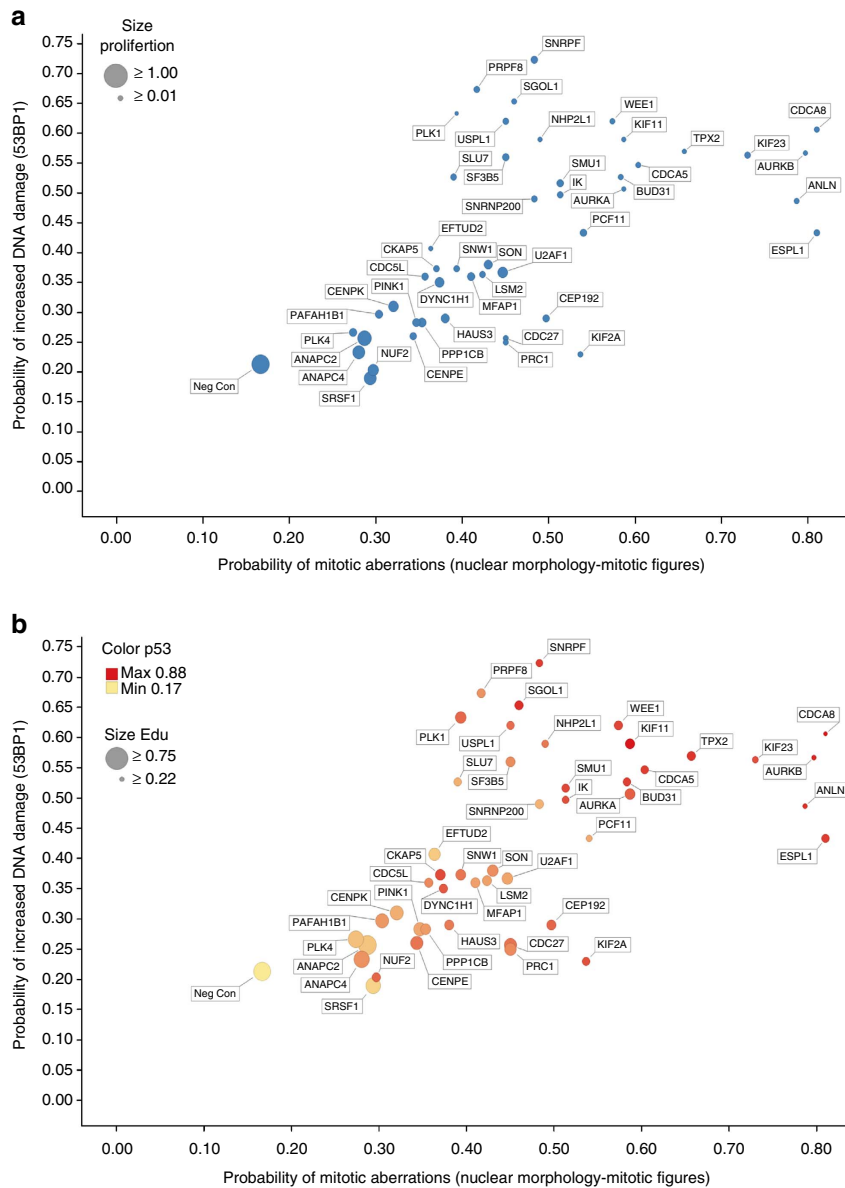 a
Size
prolifertion
≥ 1.00
≥ 0.01
Probability of increased DNA damage (53BP1)
0.75
0.70
0.65
0.60
0.55
0.50
0.45
0.40
0.35
0.30
0.25
0.20
0.15
0.10
0.05
0.00
SNRPF
PRPF8
SGOL1
PLK1
USPL1
NHP2L1
WEE1
KIF11
CDCA8
TPX2
KIF23
AURKB
SLU7
SF3B5
SMU1
IK
CDCA5
BUD31
AURKA
ANLN
SNRNP200
PCF11
ESPL1
EFTUD2
CKAP5
SNW1
SON
U2AF1
CDC5L
PINK1
DYNC1H1
LSM2
MFAP1
CENPK
PAFAH1B1
CEP192
HAUS3
CDC27
KIF2A
PLK4
ANAPC2
NUF2
PPP1CB
PRC1
ANAPC4
CENPE
Neg Con
SRSF1
0.00 0.10 0.20 0.30 0.40 0.50 0.60 0.70 0.80
Probability of mitotic aberrations (nuclear morphology-mitotic figures)
b
Color p53
Max 0.88
Min 0.17
Size Edu
≥ 0.75
≥ 0.22
Probability of increased DNA damage (53BP1)
0.75
0.70
0.65
0.60
0.55
0.50
0.45
0.40
0.35
0.30
0.25
0.20
0.15
0.10
0.05
0.00
SNRPF
PRPF8
SGOL1
PLK1
USPL1
NHP2L1
WEE1
KIF11
CDCA8
TPX2
KIF23
AURKB
SLU7
SF3B5
SMU1
IK
CDCA5
BUD31
AURKA
ANLN
SNRNP200
PCF11
ESPL1
EFTUD2
CKAP5
SNW1
SON
U2AF1
CDC5L
PINK1
DYNC1H1
LSM2
MFAP1
CENPK
PAFAH1B1
CEP192
HAUS3
CDC27
KIF2A
PLK4
ANAPC2
NUF2
PPP1CB
PRC1
ANAPC4
CENPE
Neg Con
SRSF1
0.00 0.10 0.20 0.30 0.40 0.50 0.60 0.70 0.80
Probability of mitotic aberrations (nuclear morphology-mitotic figures)